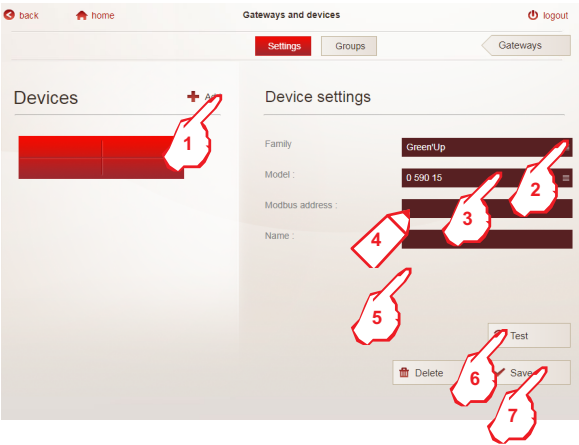 back home Gateways and devices logout
Settings Groups Gateways
Devices Add Device settings
1
Family Green'Up
2
Model : 0 590 15
3
Modbus address :
4
Name :
5
Test
Delete 6 Save
7